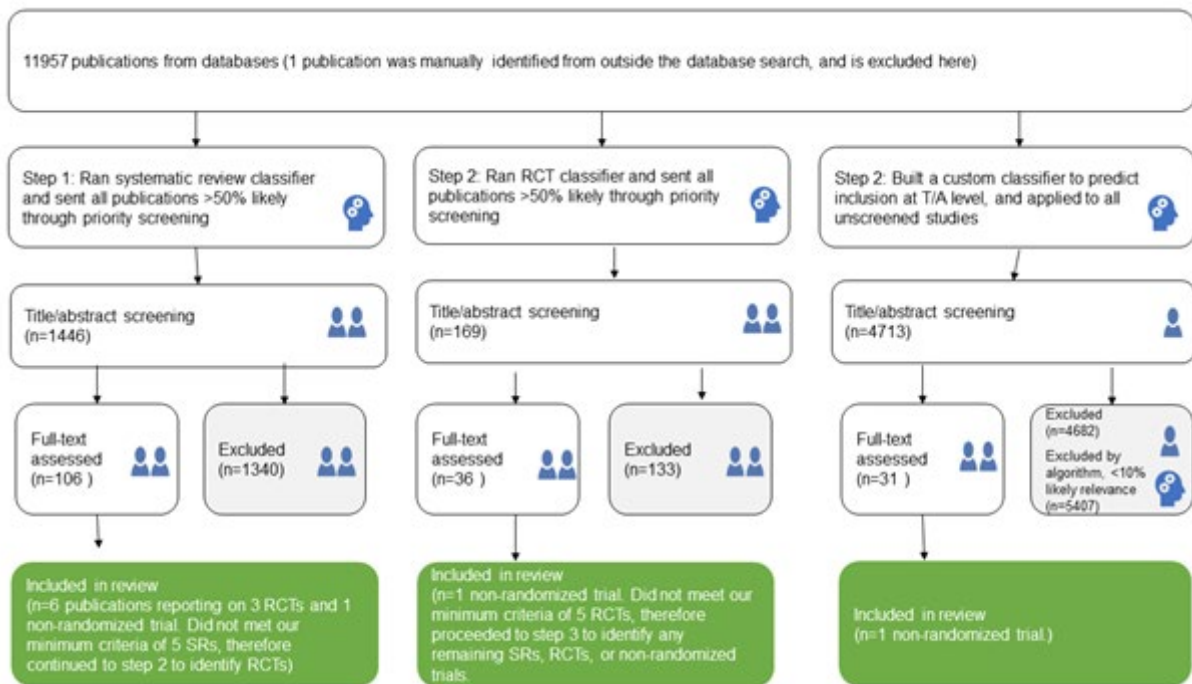 11957 publications from databases (1 publication was manually identified from outside the database search, and is excluded here)
Step 1: Ran systematic review classifier
and sent all publications >50% likely
through priority screening
Step 2: Ran RCT classifier and sent all
publications >50% likely through priority
screening
Step 2: Built a custom classifier to predict
inclusion at T/A level, and applied to all
unscreened studies
Title/abstract screening
(n=1446)
Title/abstract screening
(n=169)
Title/abstract screening
(n=4713)
Full-text
assessed
(n=106 )
Excluded
(n=1340)
Full-text
assessed
(n=36 )
Excluded
(n=133)
Full-text
assessed
(n=31 )
Excluded
(n=4682)
Excluded by
algorithm, <10%
likely relevance
(n=5407)
Included in review
(n=6 publications reporting on 3 RCTs and 1
non-randomized trial. Did not met our
minimum criteria of 5 SRs, therefore
continued to step 2 to identify RCTs)
Included in review
(n=1 non-randomized trial. Did not meet our
minimum criteria of 5 RCTs, therefore
proceeded to step 3 to identify any
remaining SRs, RCTs, or non-randomized
trials.
Included in review
(n=1 non-randomized trial.)